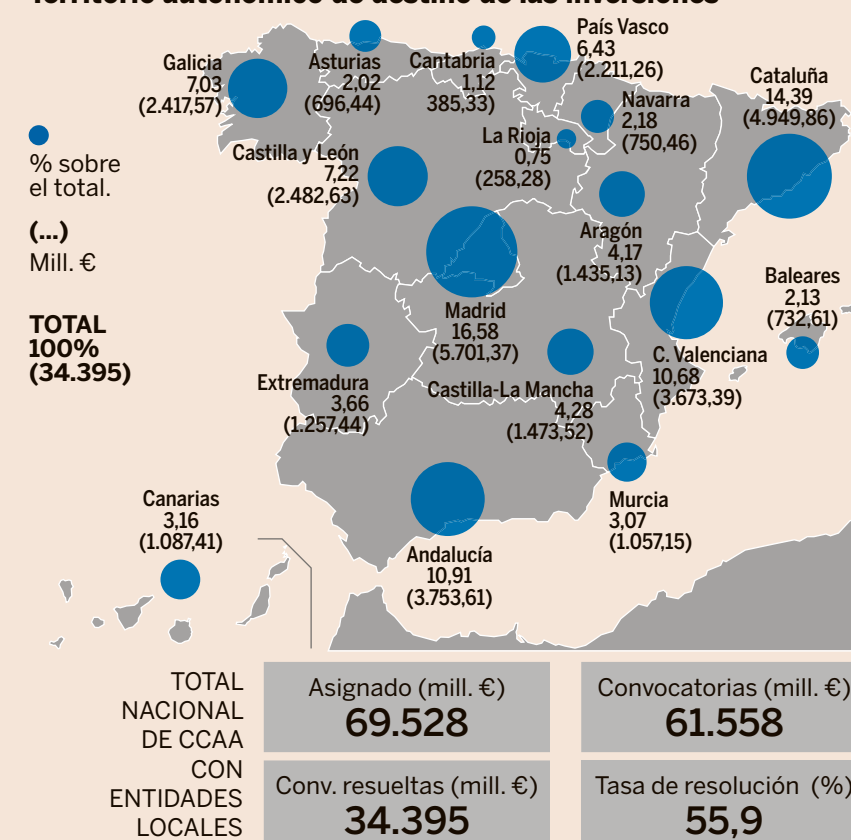 Territorio autonómico de destino de las inversiones
País Vasco
6,43
(2.211,26)
Galicia
7,03
(2.417,57)
Asturias
2,02
(696,44)
Cantabria
1,12
385,33)
Cataluña
14,39
(4.949,86)
Navarra
2,18
(750,46)
La Rioja
0,75
(258,28)
% sobre
el total.
(...)
Mill. €
TOTAL
100%
(34.395)
Castilla y León
7,22
(2.482,63)
Aragón
4,17
(1.435,13)
Baleares
2,13
(732,61)
Madrid
16,58
(5.701,37)
C. Valenciana
10,68
(3.673,39)
Extremadura
3,66
(1.257,44)
Castilla-La Mancha
4,28
(1.473,52)
Canarias
3,16
(1.087,41)
Murcia
3,07
(1.057,15)
Andalucía
10,91
(3.753,61)
TOTAL
NACIONAL
DE CCAA
CON
ENTIDADES
LOCALES
Asignado (mill. €)
69.528
Convocatorias (mill. €)
61.558
Conv. resueltas (mill. €)
34.395
Tasa de resolución (%)
55,9